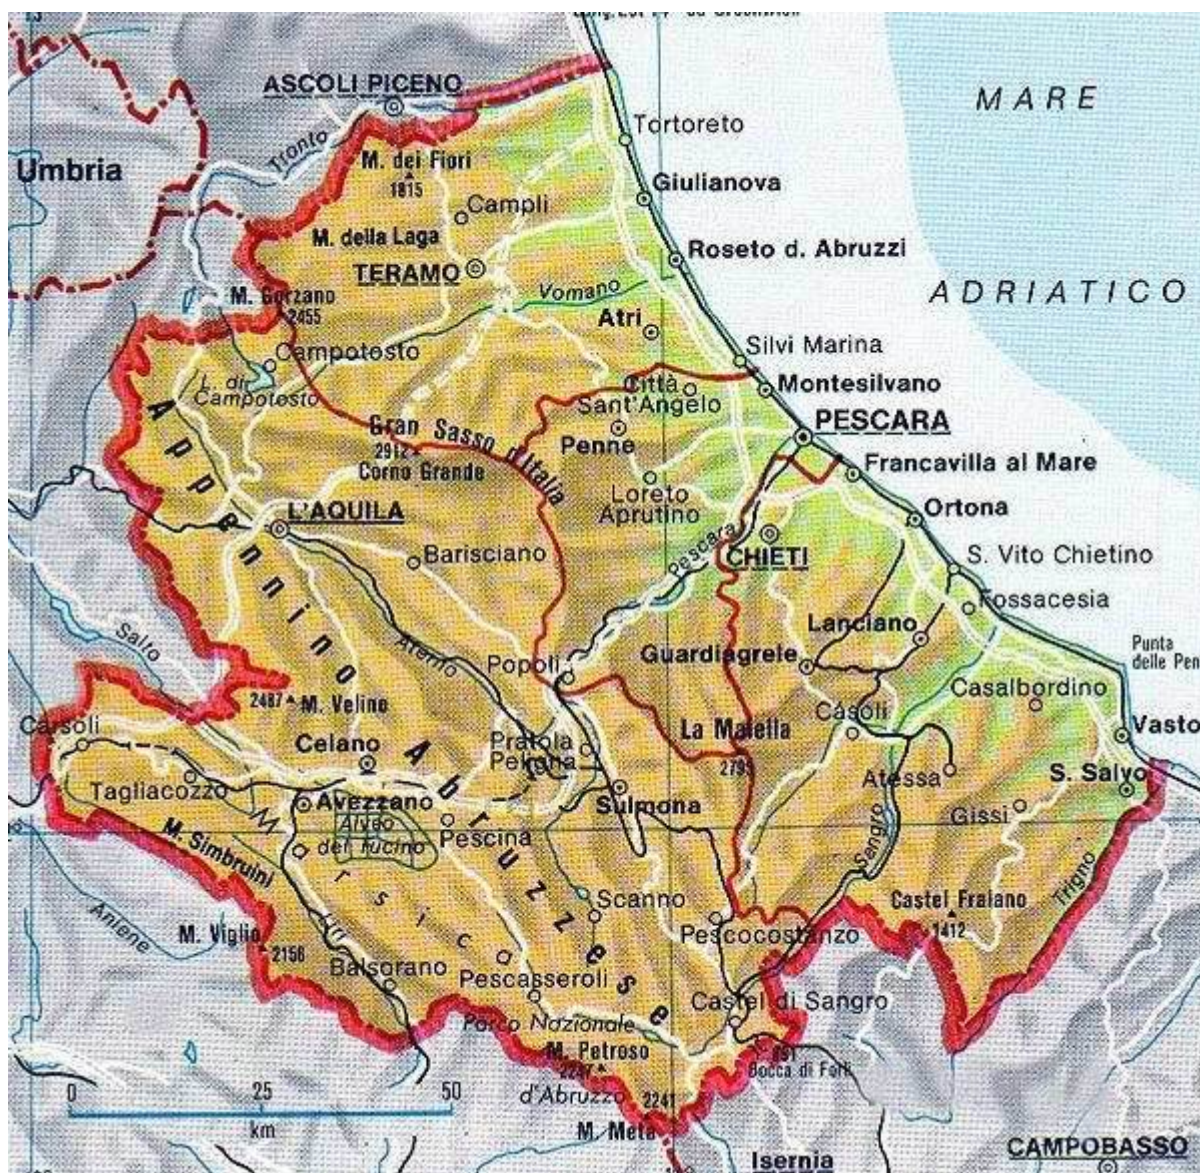 MARE
ASCOLI PICENO
Tortoreto
Tronto
Umbria
M. dei Fiori
1815
Giulianova
Campli
M. della Laga
Roseto d. Abruzzi
TERAMO
Vomano
ADRIATICO
M. Gorzano
2455
Atri
Silvi Marina
Campotosto
L. di
Campotosto
Città
Sant'Angelo
Montesilvano
PESCARA
Gran Sasso d'Italia
2912
Corno Grande
Penne
Francavilla al Mare
Loreto
Aprutino
L'AQUILA
Ortona
Pescara
CHIETI
Barisciano
S. Vito Chietino
Fossacesia
Salto
Aterno
Lanciano
Guardiagrele
Popoli
Punta
delle Pen
2487
M. Velino
Casalbordino
Carsoli
La Maiella
2795
Casoli
Vasto
Celano
Pratola
Peligna
Atessa
S. Salvo
Tagliacozzo
Avezzano
Sulmona
Gissi
Alveo
del Fucino
Pescina
M. Simbruini
Marsica
Sangro
Trigno
Aniene
Liri
Scanno
Castel Fraiano
1412
M. Viglio
2156
Pescocostanzo
Balsorano
Pescasseroli
Castel di Sangro
Appennino Abruzzese
Parco Nazionale
d'Abruzzo
M. Petroso
2247
891
Bocca di Forli
0 25 50
km
2241
M. Meta
Isernia
CAMPOBASSO